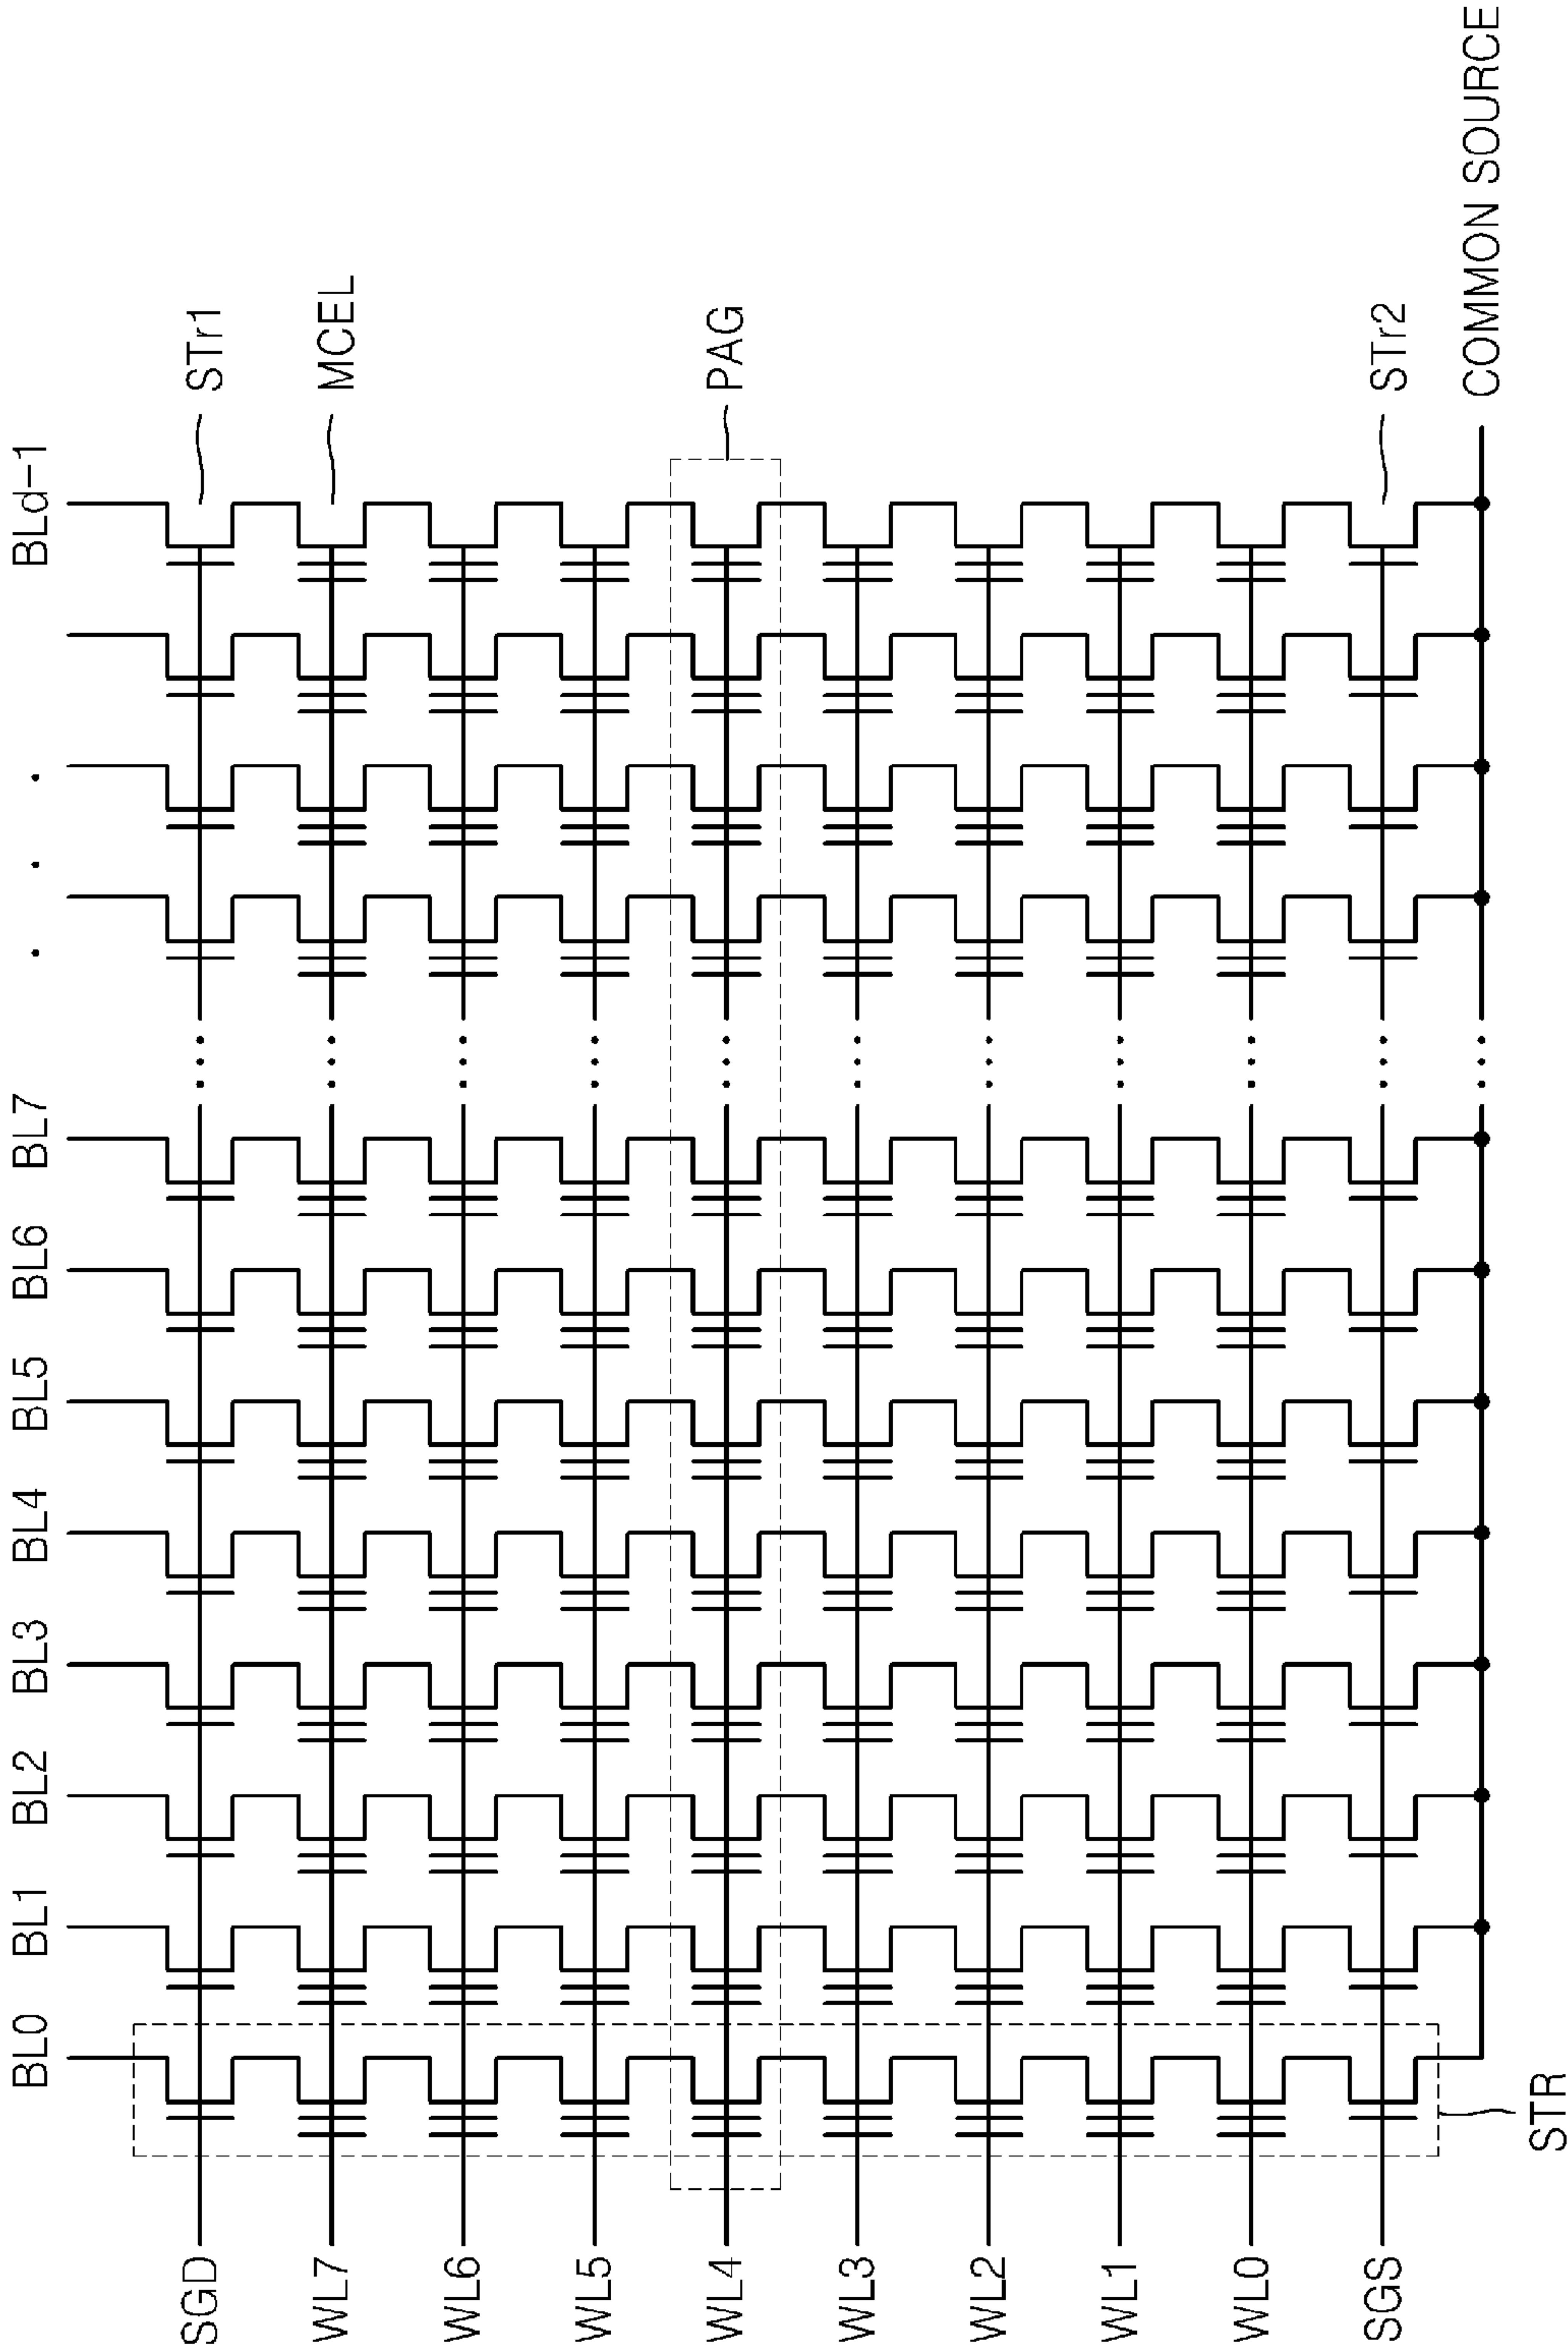 BL0 BL1 BL2 BL3 BL4 BL5 BL6 BL7 . . . BLd-1
SGD
STr1
WL7
MCEL
WL6
WL5
WL4
PAG
WL3
WL2
WL1
WL0
SGS
STr2
COMMON SOURCE
STR